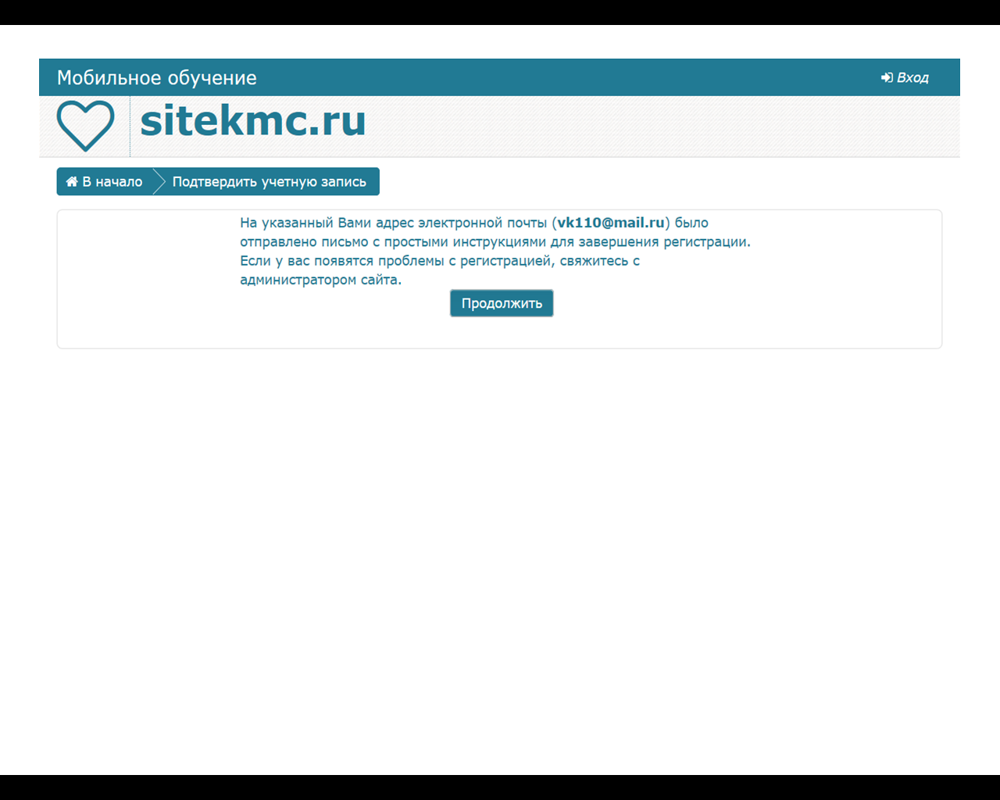 Мобильное обучение
Вход
sitekmc.ru
В начало
Подтвердить учетную запись
На указанный Вами адрес электронной почты (vk110@mail.ru) было
отправлено письмо с простыми инструкциями для завершения регистрации.
Если у вас появятся проблемы с регистрацией, свяжитесь с
администратором сайта.
Продолжить